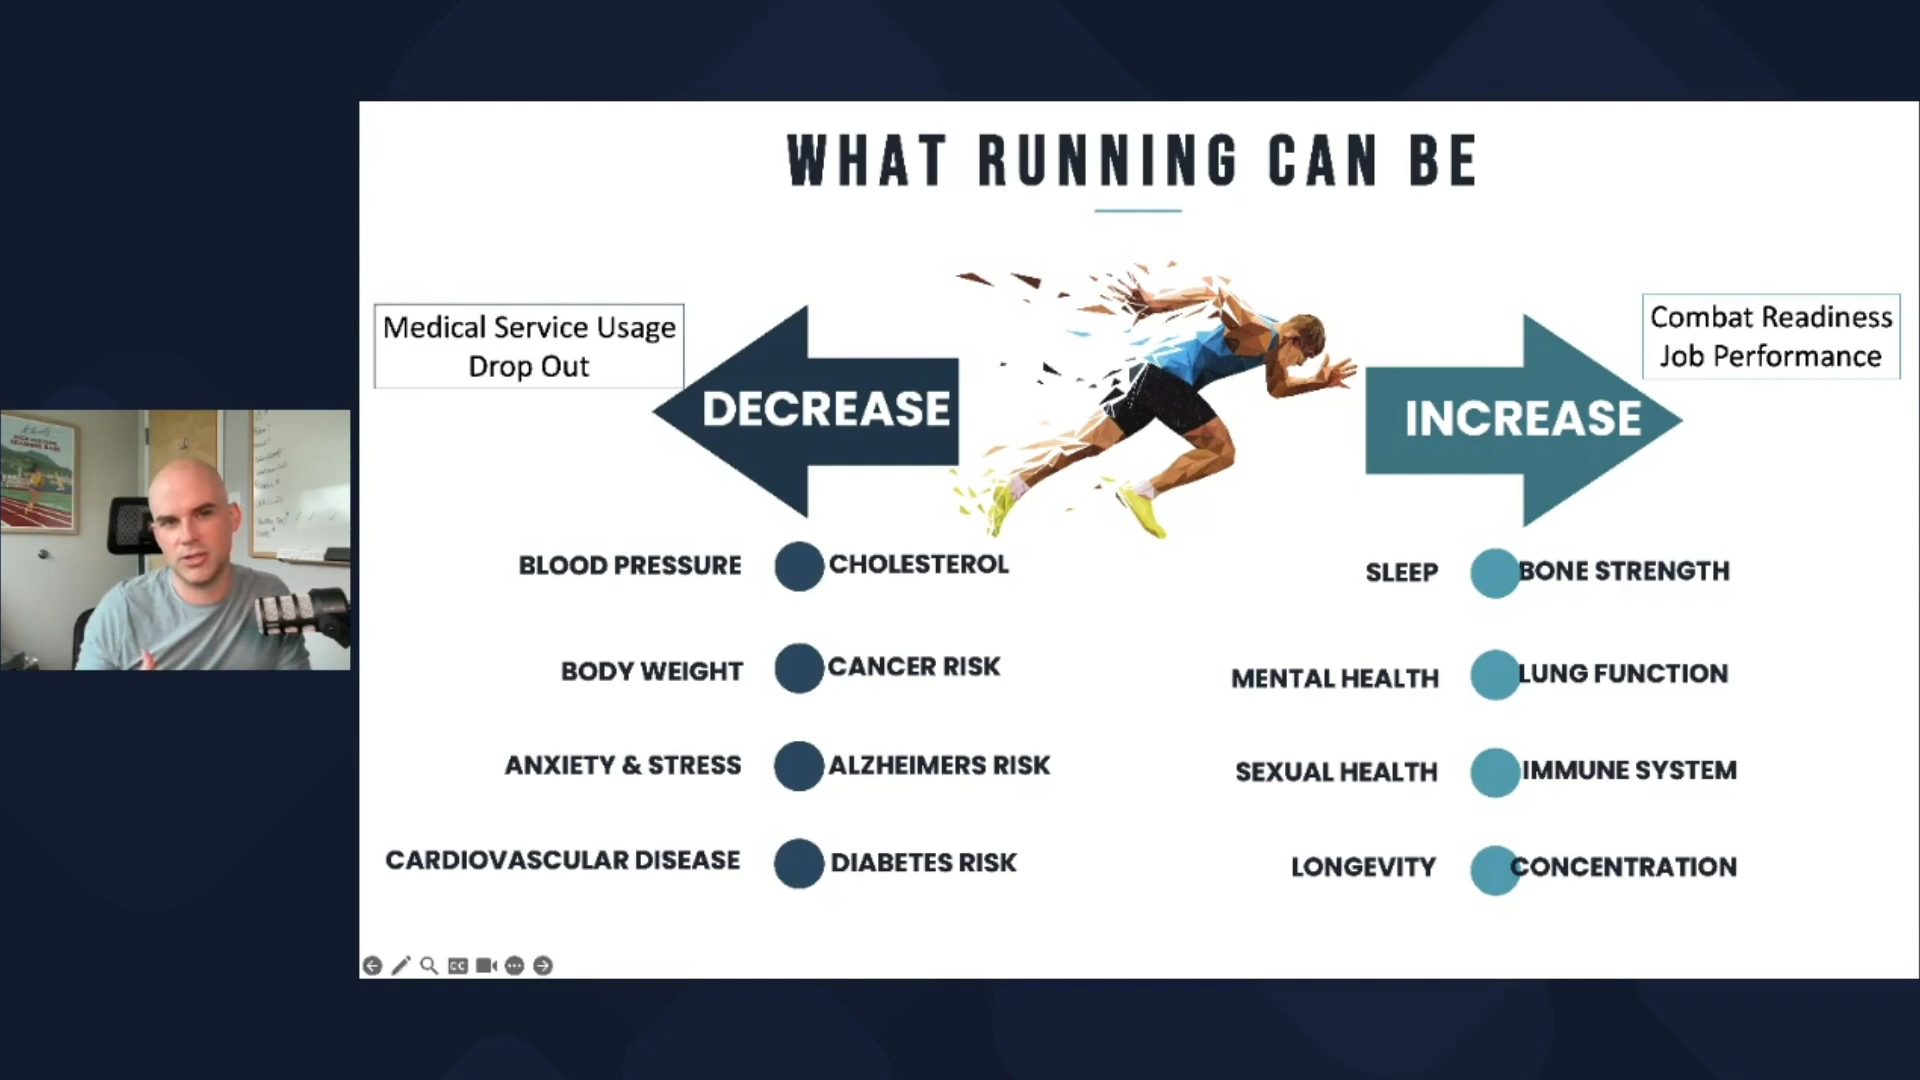 WHAT RUNNING CAN BE
Medical Service Usage
Drop Out
DECREASE
INCREASE
Combat Readiness
Job Performance
BLOOD PRESSURE
CHOLESTEROL
BODY WEIGHT
CANCER RISK
ANXIETY & STRESS
ALZHEIMERS RISK
CARDIOVASCULAR DISEASE
DIABETES RISK
SLEEP
BONE STRENGTH
MENTAL HEALTH
LUNG FUNCTION
SEXUAL HEALTH
IMMUNE SYSTEM
LONGEVITY
CONCENTRATION
CC